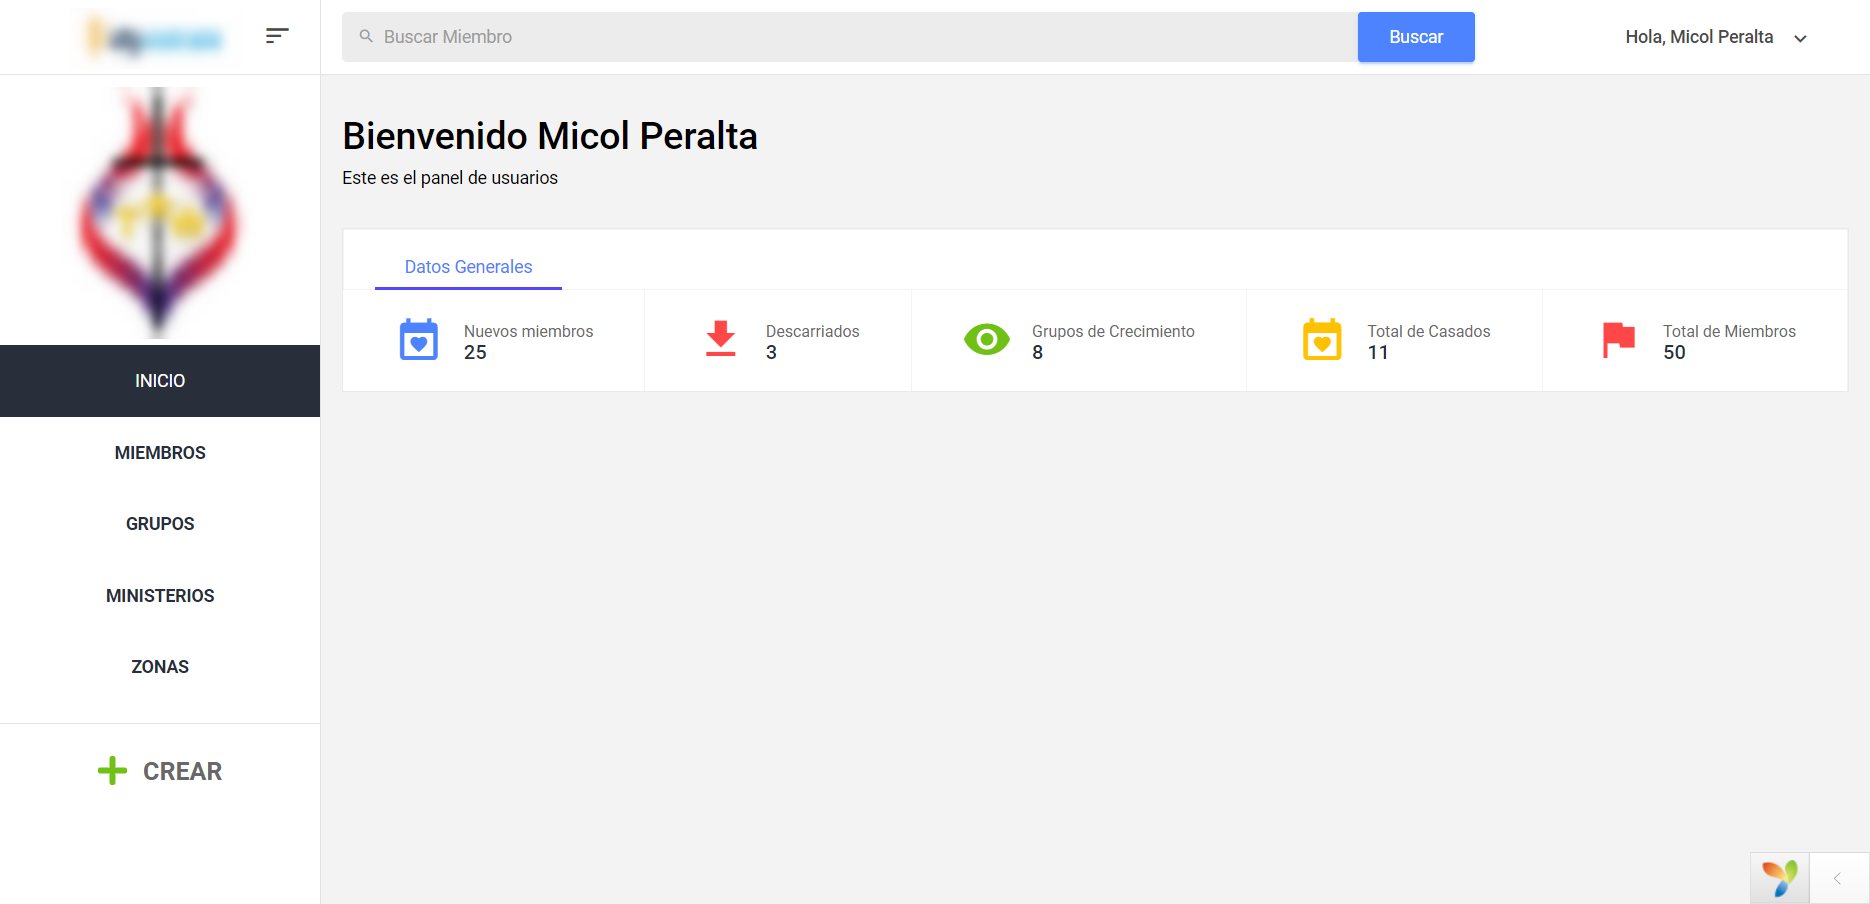 Buscar Miembro
Buscar
Hola, Micol Peralta
Bienvenido Micol Peralta
Este es el panel de usuarios
Datos Generales
Nuevos miembros
25
Descarriados
3
Grupos de Crecimiento
8
Total de Casados
11
Total de Miembros
50
INICIO
MIEMBROS
GRUPOS
MINISTERIOS
ZONAS
CREAR